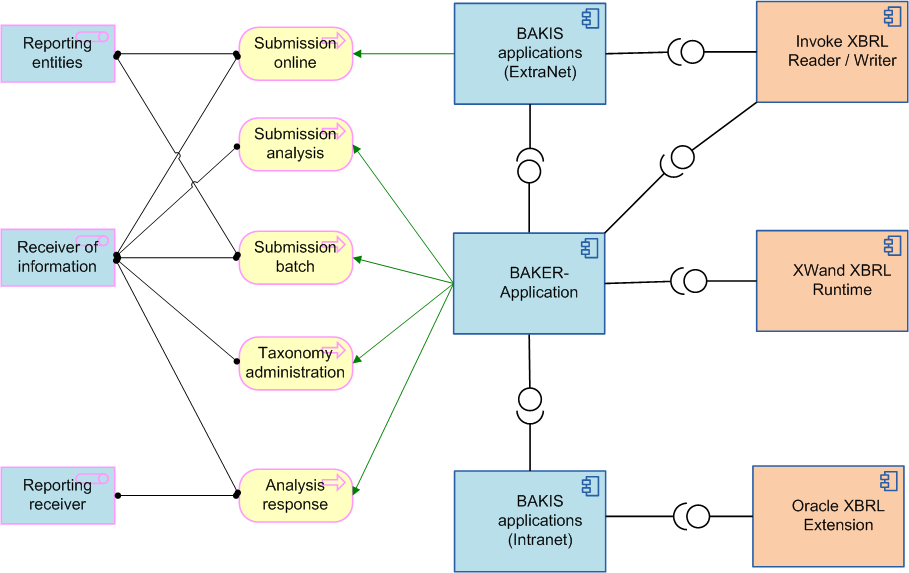 Reporting
entities
Submission
online
BAKIS
applications
(ExtraNet)
Invoke XBRL
Reader / Writer
Submission
analysis
Receiver of
information
Submission
batch
BAKER-
Application
XWand XBRL
Runtime
Taxonomy
administration
Reporting
receiver
Analysis
response
BAKIS
applications
(Intranet)
Oracle XBRL
Extension